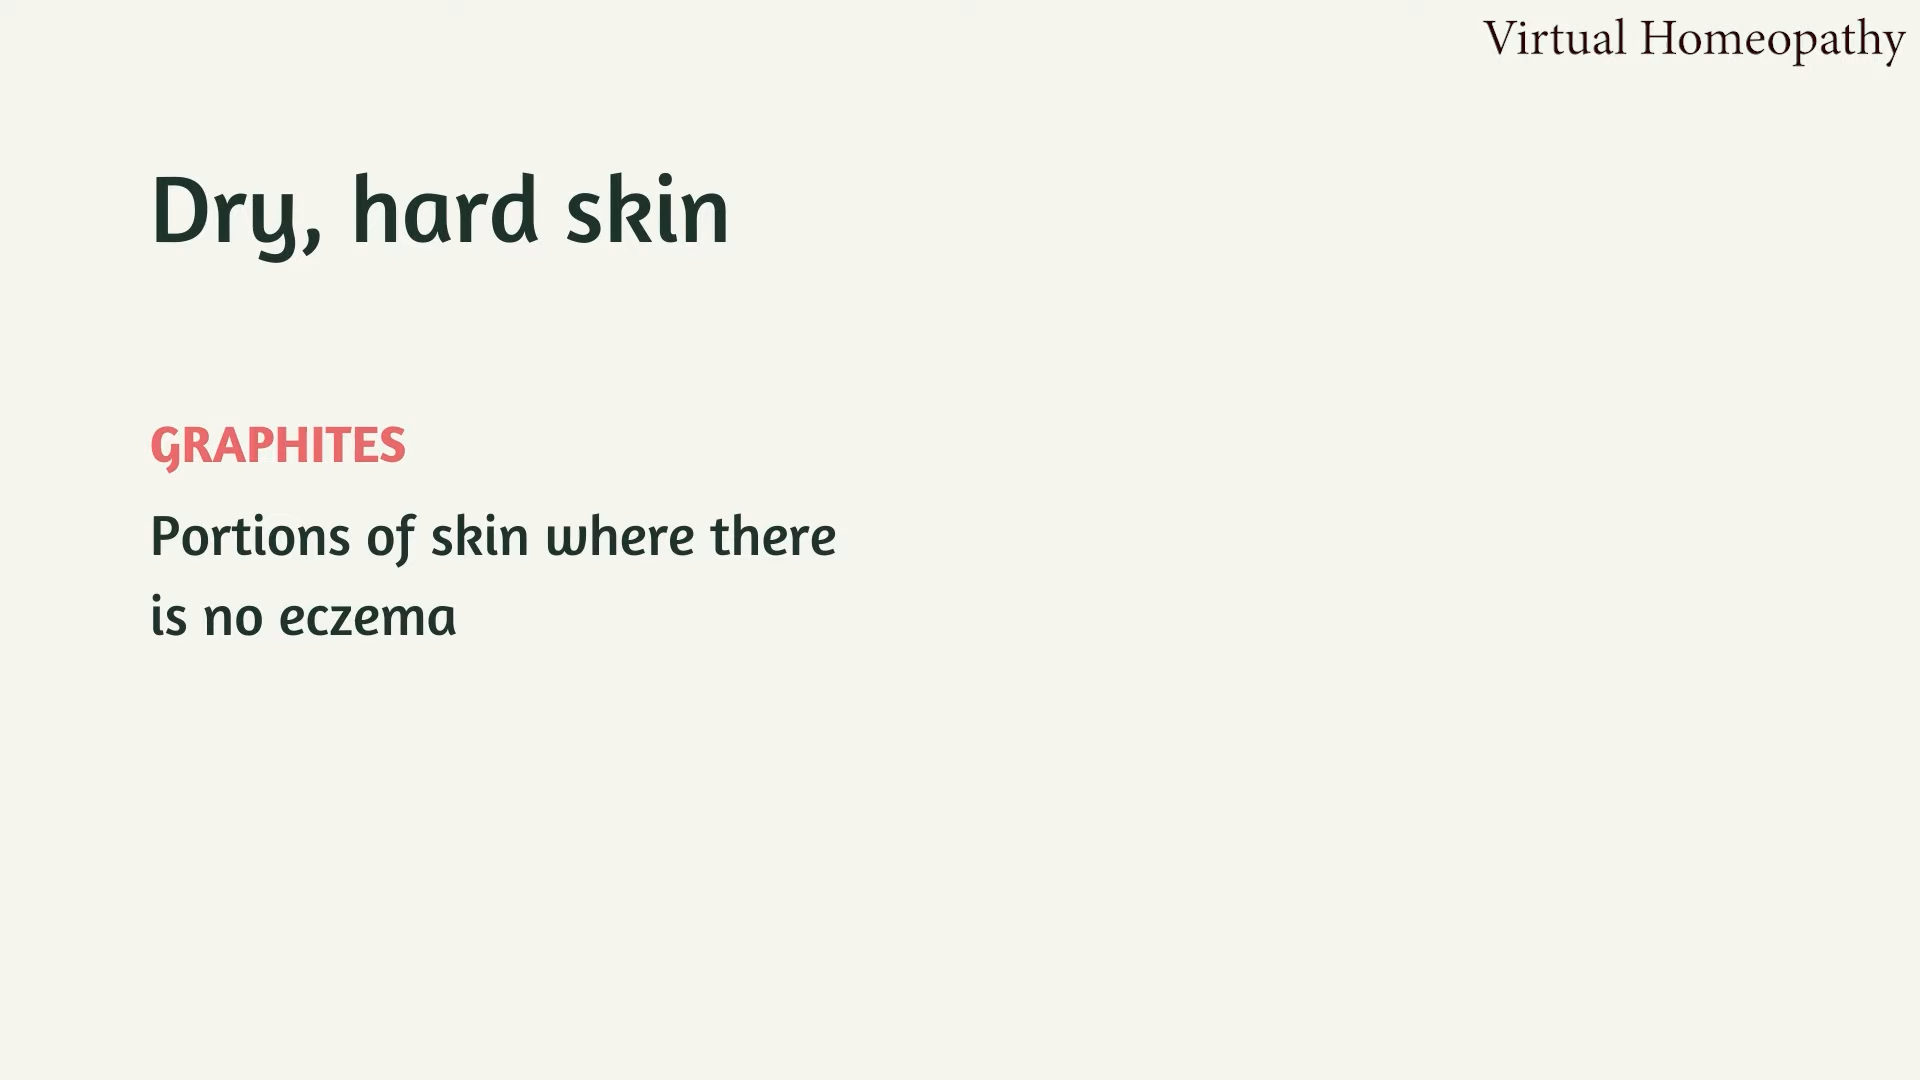 Virtual Homeopathy
Dry, hard skin
GRAPHITES
Portions of skin where there
is no eczema